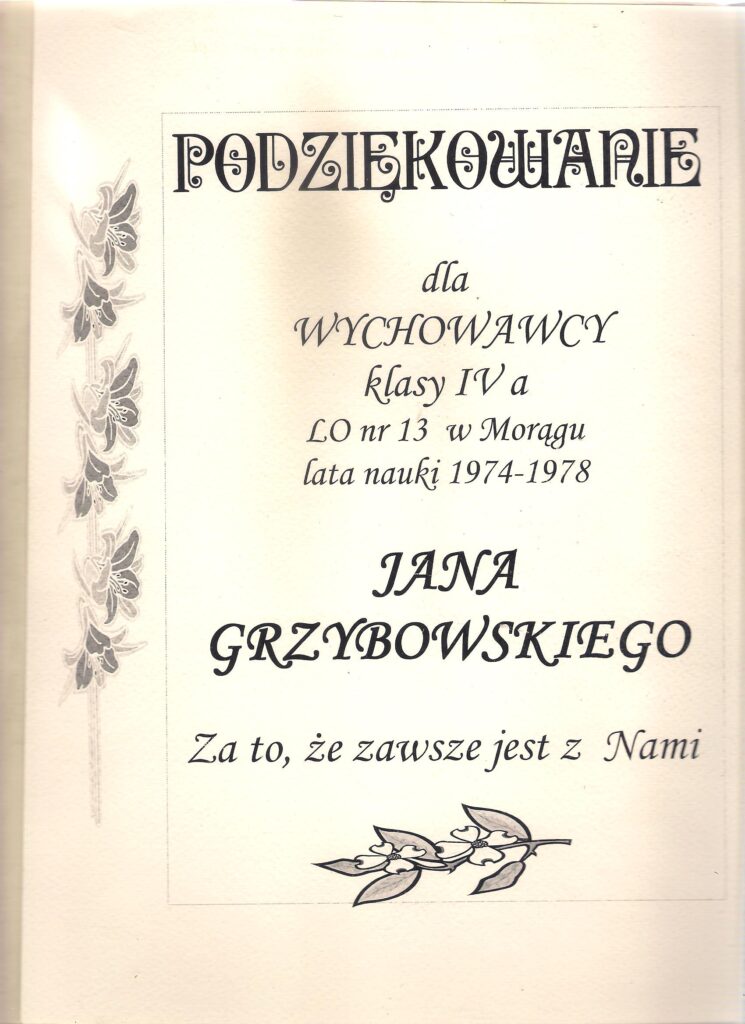 PODZIĘKOWANIE
dla
WYCHOWAWCY
klasy IV a
LO nr 13 w Morągu
lata nauki 1974-1978
JANA
GRZYBOWSKIEGO
Za to, że zawsze jest z Nami